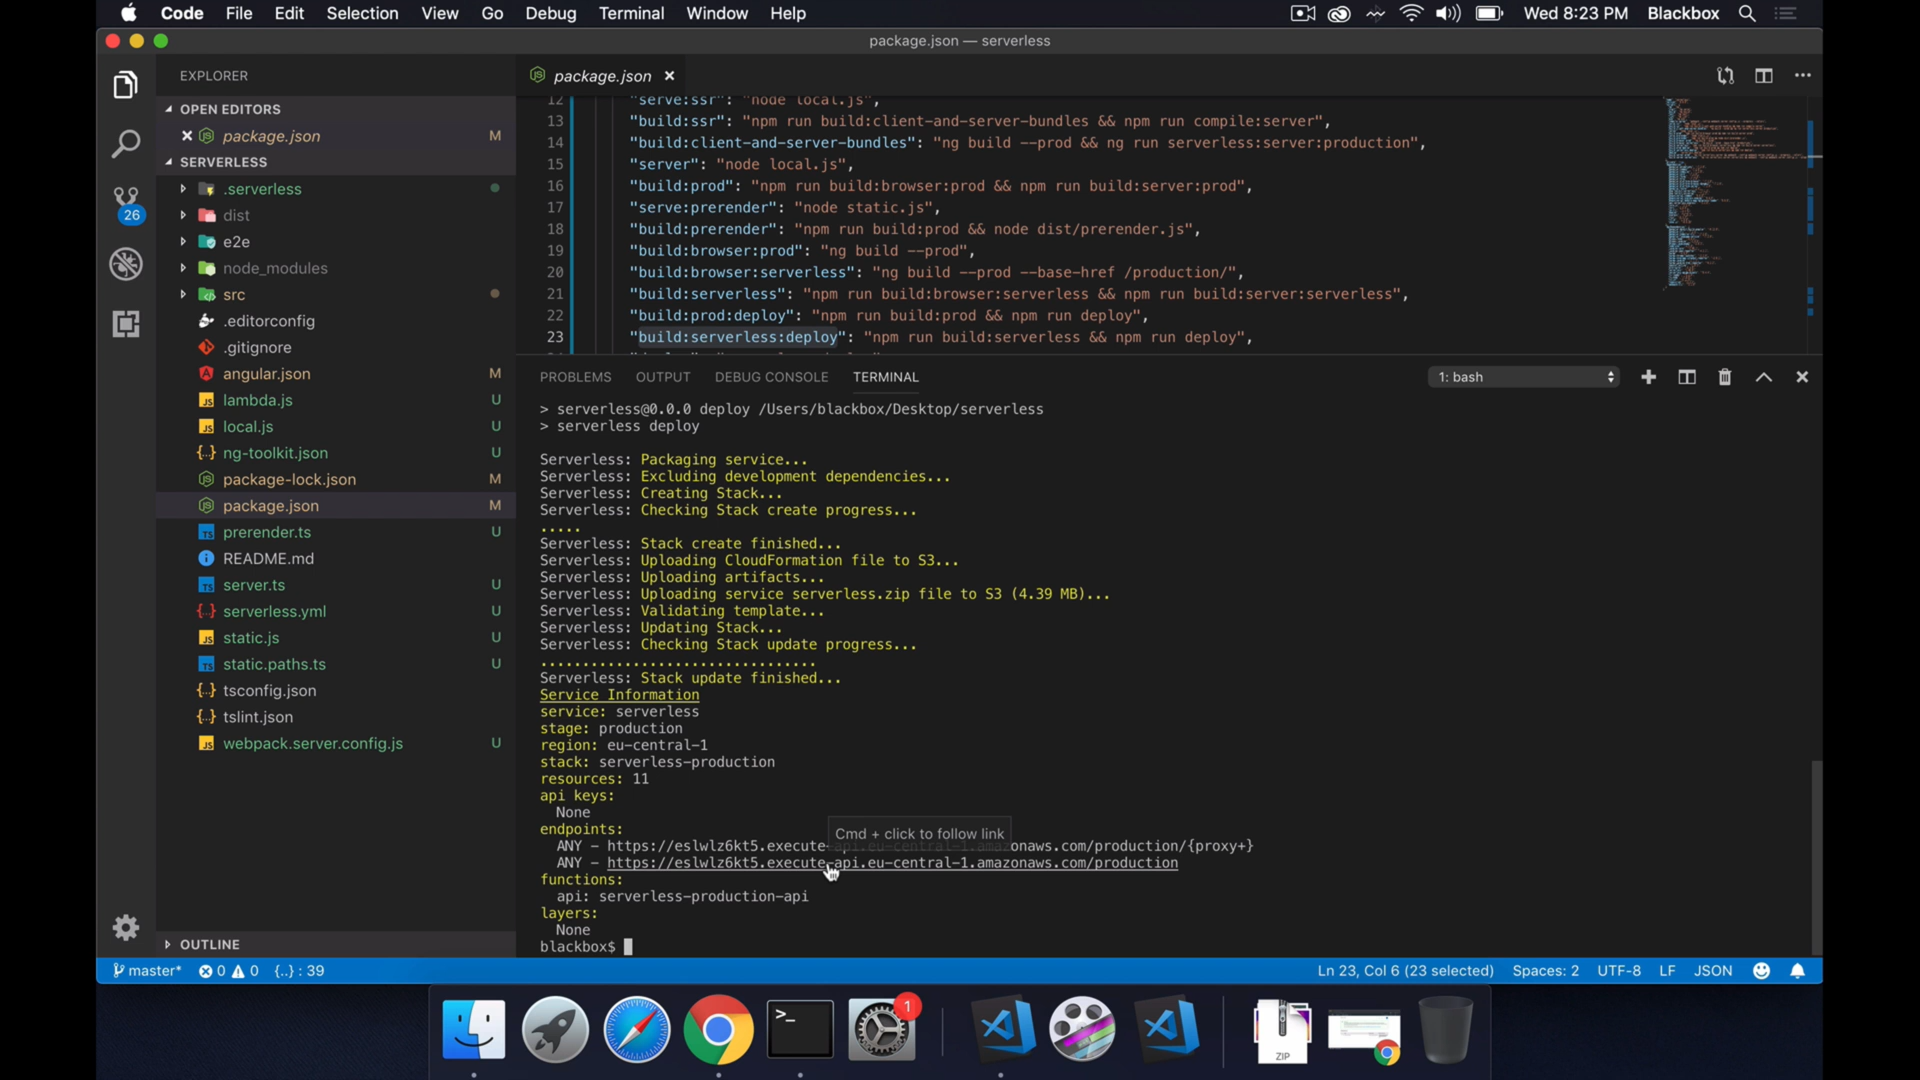 Code File Edit Selection View Go Debug Terminal Window Help
Wed 8:23 PM Blackbox
package.json — serverless
EXPLORER
OPEN EDITORS
package.json M
SERVERLESS
.serverless
dist
e2e
node_modules
src
.editorconfig
.gitignore
angular.json M
lambda.js U
local.js U
ng-toolkit.json U
package-lock.json M
package.json M
prerender.ts U
README.md
server.ts U
serverless.yml U
static.js U
static.paths.ts U
tsconfig.json
tslint.json
webpack.server.config.js U
OUTLINE
26
package.json
12 "serve:ssr": "node local.js",
13 "build:ssr": "npm run build:client-and-server-bundles && npm run compile:server",
14 "build:client-and-server-bundles": "ng build --prod && ng run serverless:server:production",
15 "server": "node local.js",
16 "build:prod": "npm run build:browser:prod && npm run build:server:prod",
17 "serve:prerender": "node static.js",
18 "build:prerender": "npm run build:prod && node dist/prerender.js",
19 "build:browser:prod": "ng build --prod",
20 "build:browser:serverless": "ng build --prod --base-href /production/",
21 "build:serverless": "npm run build:browser:serverless && npm run build:server:serverless",
22 "build:prod:deploy": "npm run build:prod && npm run deploy",
23 "build:serverless:deploy": "npm run build:serverless && npm run deploy",
PROBLEMS OUTPUT DEBUG CONSOLE TERMINAL
1: bash
> serverless@0.0.0 deploy /Users/blackbox/Desktop/serverless
> serverless deploy
Serverless: Packaging service...
Serverless: Excluding development dependencies...
Serverless: Creating Stack...
Serverless: Checking Stack create progress...
.....
Serverless: Stack create finished...
Serverless: Uploading CloudFormation file to S3...
Serverless: Uploading artifacts...
Serverless: Uploading service serverless.zip file to S3 (4.39 MB)...
Serverless: Validating template...
Serverless: Updating Stack...
Serverless: Checking Stack update progress...
.................................
Serverless: Stack update finished...
Service Information
service: serverless
stage: production
region: eu-central-1
stack: serverless-production
resources: 11
api keys:
None
endpoints:
Cmd + click to follow link
ANY - https://eslwlz6kt5.execute-api.eu-central-1.amazonaws.com/production/{proxy+}
ANY - https://eslwlz6kt5.execute-api.eu-central-1.amazonaws.com/production
functions:
api: serverless-production-api
layers:
None
blackbox$
master* 0 0 {..} : 39
Ln 23, Col 6 (23 selected) Spaces: 2 UTF-8 LF JSON
1
ZIP